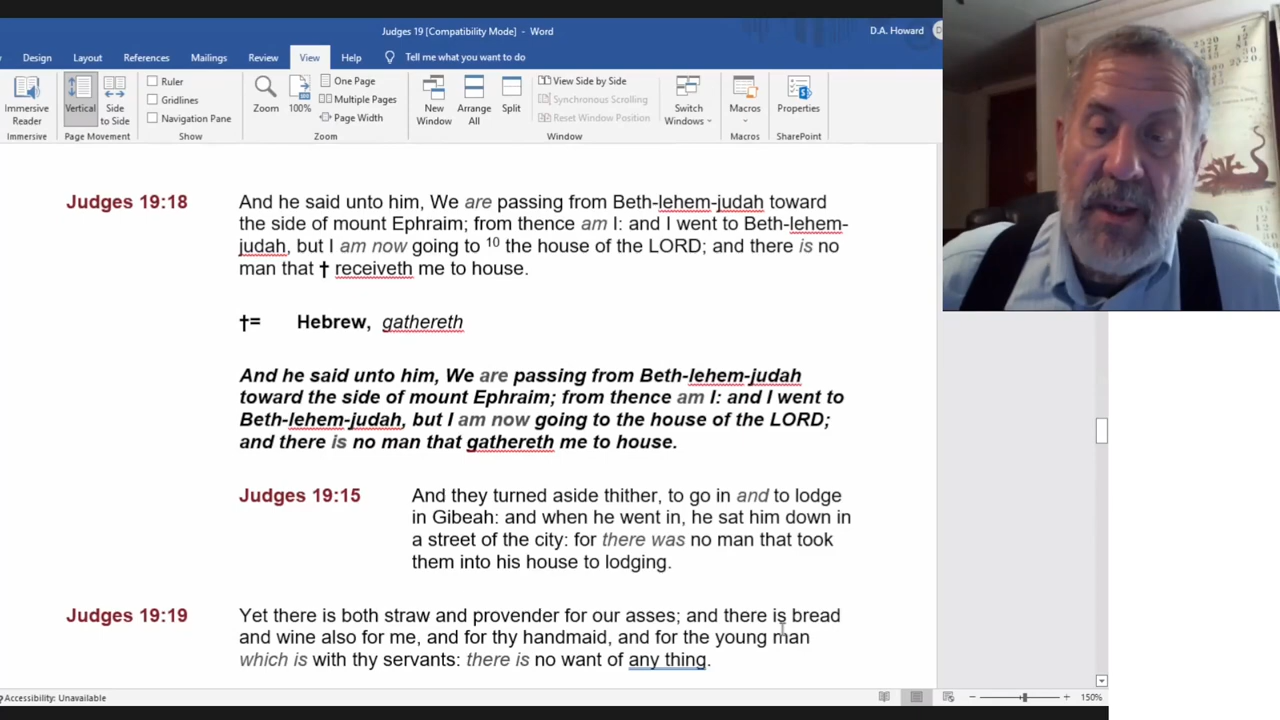 Judges 19 [Compatibility Mode] - Word
D.A. Howard
Design Layout References Mailings Review View Help Tell me what you want to do
Immersive Reader
Immersive
Vertical
Side to Side
Page Movement
Ruler
Gridlines
Navigation Pane
Show
Zoom
100%
One Page
Multiple Pages
Page Width
Zoom
New Window
Arrange All
Split
View Side by Side
Synchronous Scrolling
Reset Window Position
Window
Switch Windows
Macros
Macros
Properties
SharePoint
Judges 19:18 And he said unto him, We are passing from Beth-lehem-judah toward
the side of mount Ephraim; from thence am I: and I went to Beth-lehem-
judah, but I am now going to 10 the house of the LORD; and there is no
man that † receiveth me to house.
†= Hebrew, gathereth
And he said unto him, We are passing from Beth-lehem-judah
toward the side of mount Ephraim; from thence am I: and I went to
Beth-lehem-judah, but I am now going to the house of the LORD;
and there is no man that gathereth me to house.
Judges 19:15 And they turned aside thither, to go in and to lodge
in Gibeah: and when he went in, he sat him down in
a street of the city: for there was no man that took
them into his house to lodging.
Judges 19:19 Yet there is both straw and provender for our asses; and there is bread
and wine also for me, and for thy handmaid, and for the young man
which is with thy servants: there is no want of any thing.
Accessibility: Unavailable
150%
2520